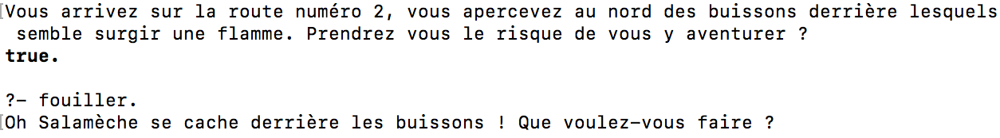 [Vous arrivez sur la route numéro 2, vous apercevez au nord des buissons derrière lesquels
semble surgir une flamme. Prendrez vous le risque de vous y aventurer ?
true.
?- fouiller.
[Oh Salamèche se cache derrière les buissons ! Que voulez-vous faire ?